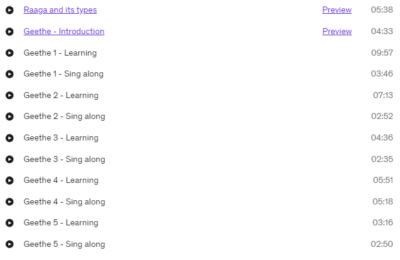 Raaga and its types Preview 05:38
Geethe - Introduction Preview 04:33
Geethe 1 - Learning 09:57
Geethe 1 - Sing along 03:46
Geethe 2 - Learning 07:13
Geethe 2 - Sing along 02:52
Geethe 3 - Learning 04:36
Geethe 3 - Sing along 02:35
Geethe 4 - Learning 05:51
Geethe 4 - Sing along 05:18
Geethe 5 - Learning 03:16
Geethe 5 - Sing along 02:50